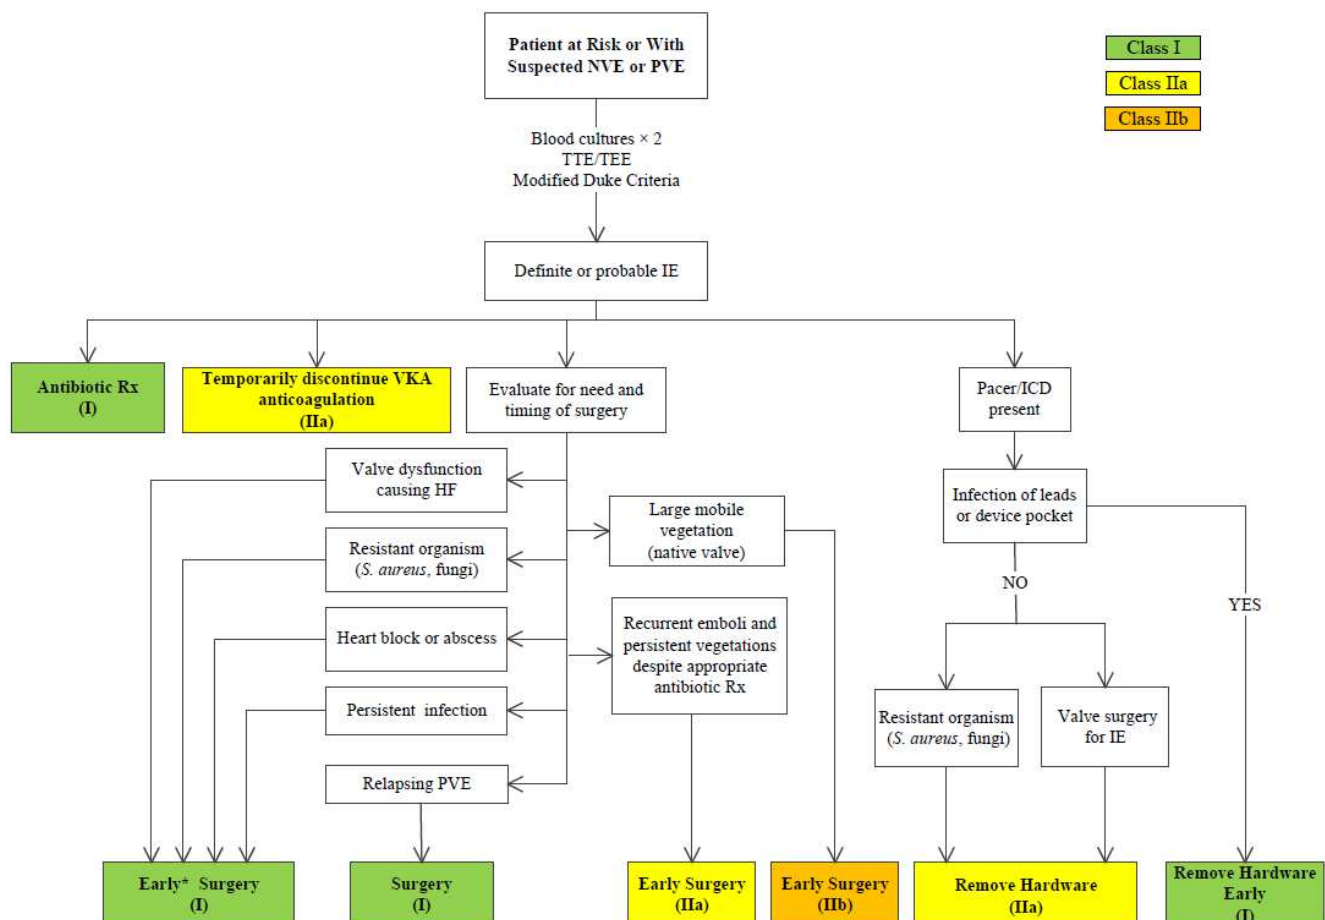 Patient at Risk or With
Suspected NVE or PVE
Class I
Class IIa
Class IIb
Blood cultures × 2
TTE/TEE
Modified Duke Criteria
Definite or probable IE
Antibiotic Rx
(I)
Temporarily discontinue VKA
anticoagulation
(IIa)
Evaluate for need and
timing of surgery
Pacer/ICD
present
Valve dysfunction
causing HF
Large mobile
vegetation
(native valve)
Infection of leads
or device pocket
Resistant organism
(S. aureus, fungi)
NO
YES
Heart block or abscess
Recurrent emboli and
persistent vegetations
despite appropriate
antibiotic Rx
Persistent infection
Resistant organism
(S. aureus, fungi)
Valve surgery
for IE
Relapsing PVE
Early* Surgery
(I)
Surgery
(I)
Early Surgery
(IIa)
Early Surgery
(IIb)
Remove Hardware
(IIa)
Remove Hardware
Early
(I)